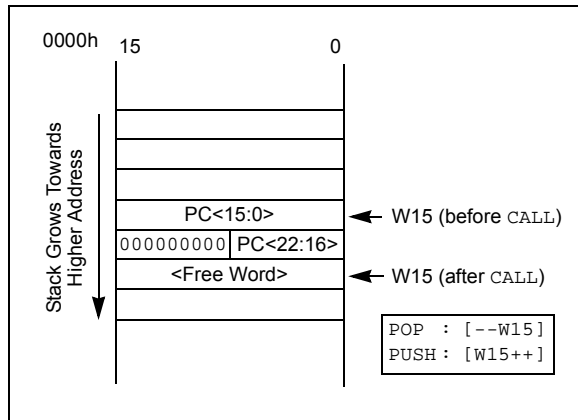 0000h
15 0
Stack Grows Towards
Higher Address
PC<15:0>
W15 (before CALL)
000000000 PC<22:16>
<Free Word>
W15 (after CALL)
POP : [--W15]
PUSH : [W15++]